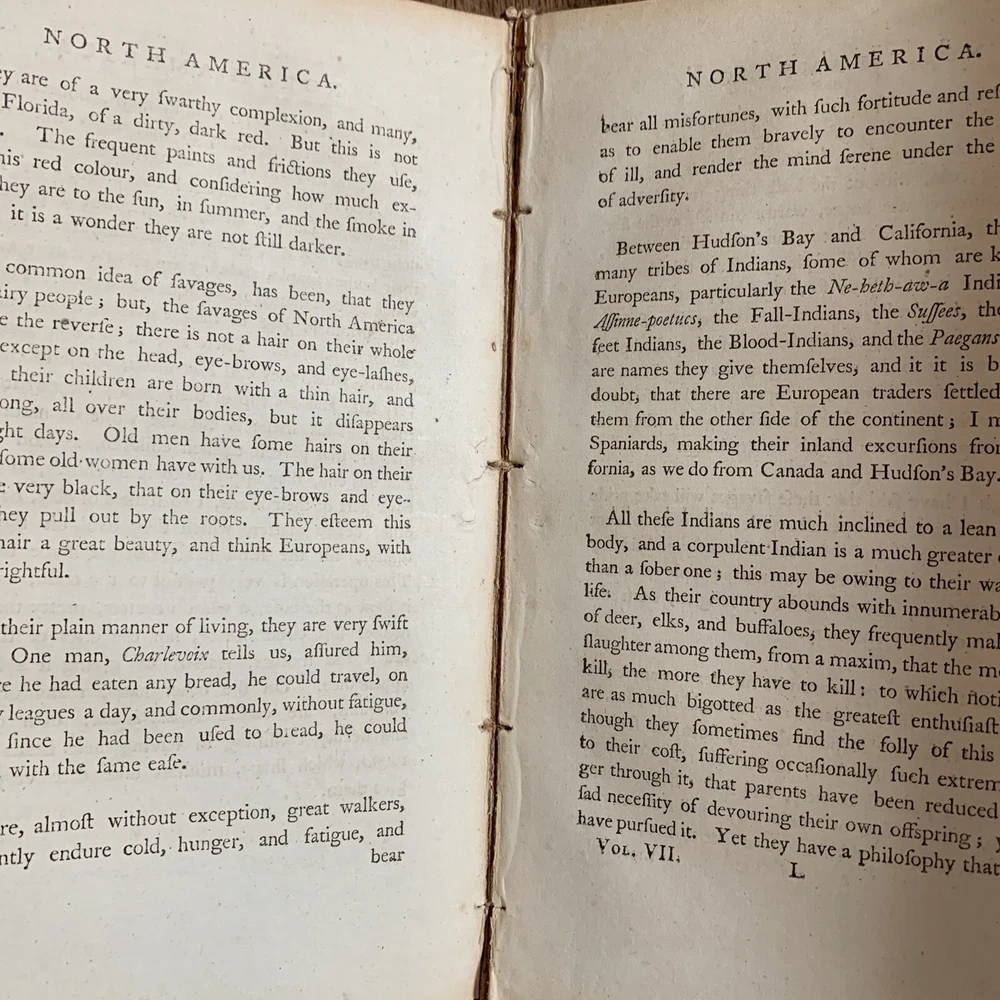 NORTH AMERICA.
are of a very ſwarthy complexion, and many,
Florida, of a dirty, dark red. But this is not
The frequent paints and frictions they uſe,
red colour, and conſidering how much ex-
they are to the ſun, in ſummer, and the ſmoke in
it is a wonder they are not ſtill darker.
common idea of ſavages, has been, that they
people; but, the ſavages of North America
the reverſe; there is not a hair on their whole
except on the head, eye-brows, and eye-laſhes,
their children are born with a thin hair, and
all over their bodies, but it diſappears
days. Old men have ſome hairs on their
ſome old women have with us. The hair on their
very black, that on their eye-brows and eye-
they pull out by the roots. They eſteem this
hair a great beauty, and think Europeans, with
their plain manner of living, they are very ſwift
One man, Charlevoix tells us, aſſured him,
he had eaten any bread, he could travel, on
leagues a day, and commonly, without fatigue,
ſince he had been uſed to bread, he could
with the ſame eaſe.
almoſt without exception, great walkers,
endure cold, hunger, and fatigue, and
bear
NORTH AMERICA.
bear all misfortunes, with ſuch fortitude and
as to enable them bravely to encounter the
of ill, and render the mind ſerene under the
of adverſity.
Between Hudſon's Bay and California,
many tribes of Indians, ſome of whom are
Europeans, particularly the Ne-heth-aw-a
Aſſinne-poetucs, the Fall-Indians, the Suſſees,
feet Indians, the Blood-Indians, and the Paegans
are names they give themſelves, and it it is
doubt, that there are European traders ſettled
them from the other ſide of the continent; I
Spaniards, making their inland excurſions
fornia, as we do from Canada and Hudſon's Bay.
All theſe Indians are much inclined to a lean
body, and a corpulent Indian is a much greater
than a ſober one; this may be owing to their
life. As their country abounds with
of deer, elks, and buffaloes, they frequently
ſlaughter among them, from a maxim, that the
kill, the more they have to kill: to which
are as much bigotted as the greateſt
though they ſometimes find the folly of this
to their coſt, ſuffering occaſionally ſuch
ger through it, that parents have been reduced
ſad neceſſity of devouring their own offspring;
have purſued it. Yet they have a philoſophy that
VOL. VII.
L